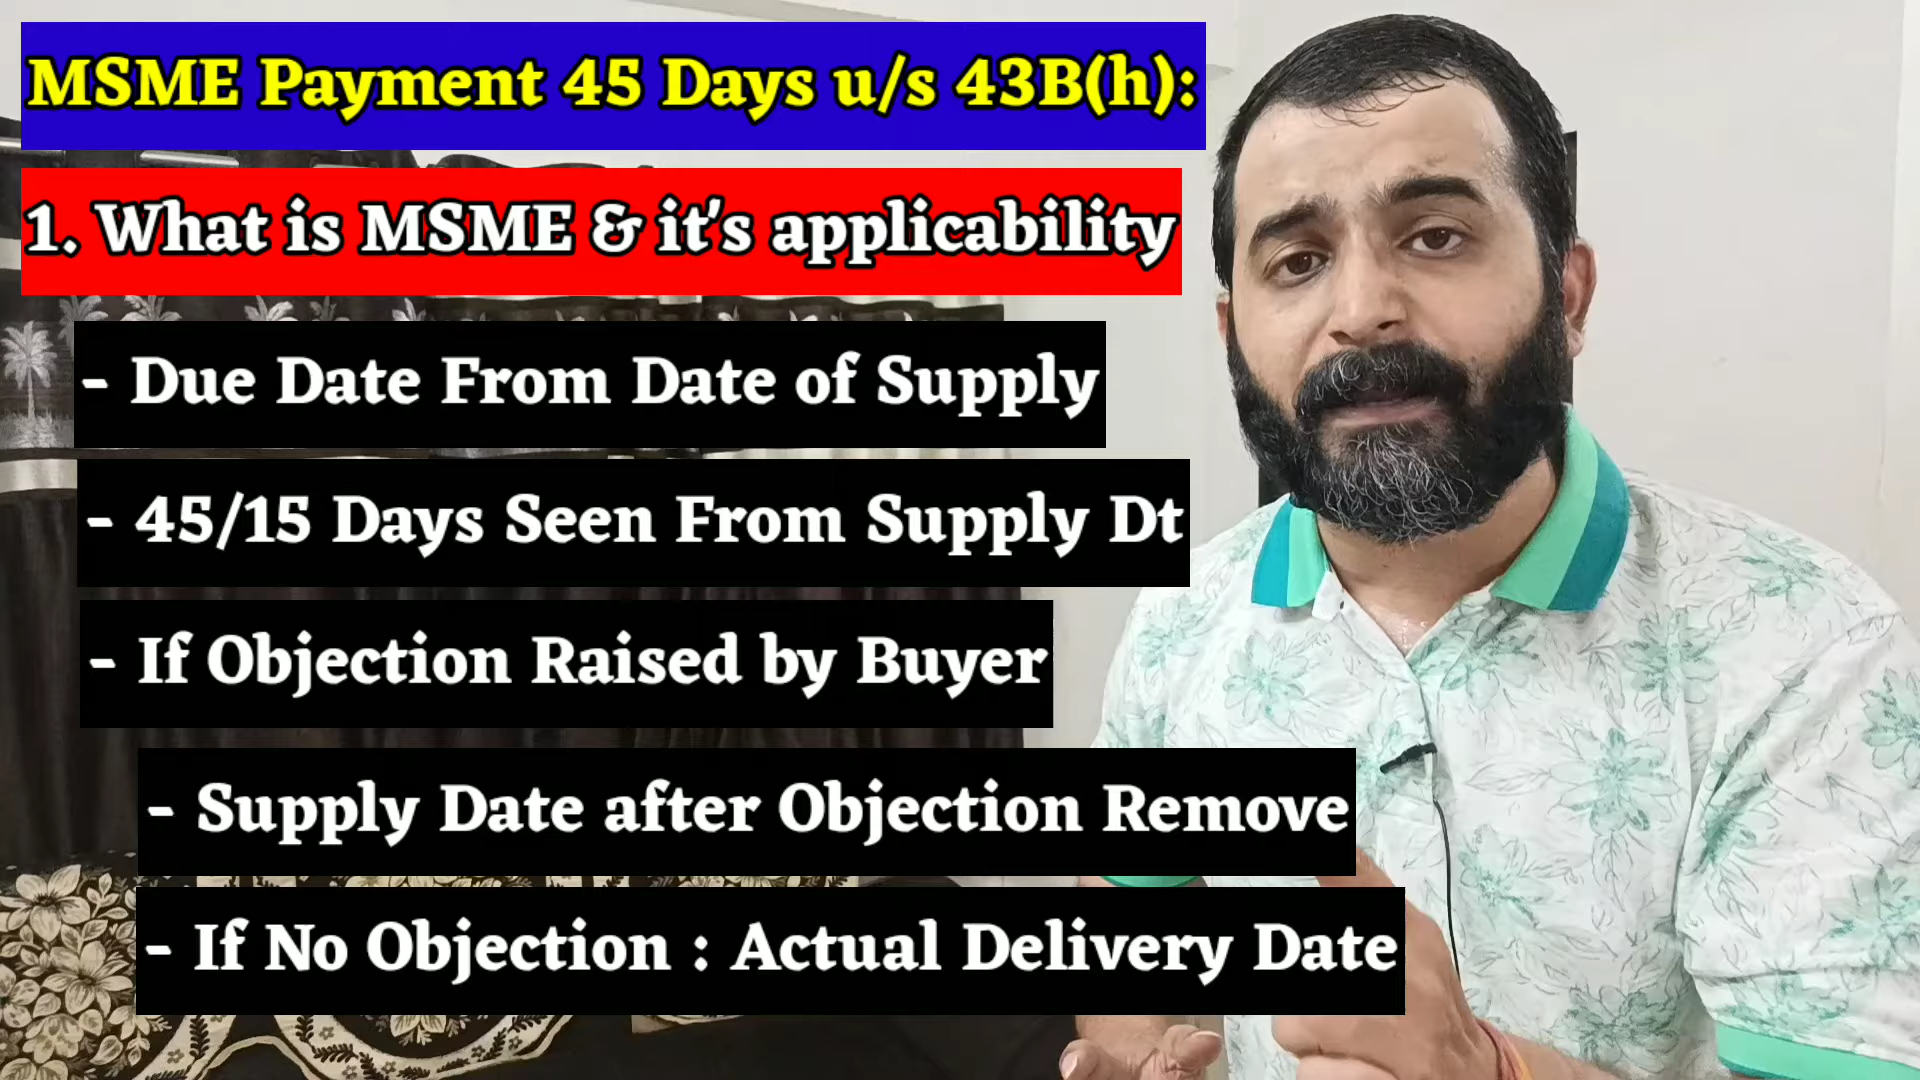 MSME Payment 45 Days u/s 43B(h):
1. What is MSME & it's applicability
- Due Date From Date of Supply
- 45/15 Days Seen From Supply Dt
- If Objection Raised by Buyer
- Supply Date after Objection Remove
- If No Objection : Actual Delivery Date